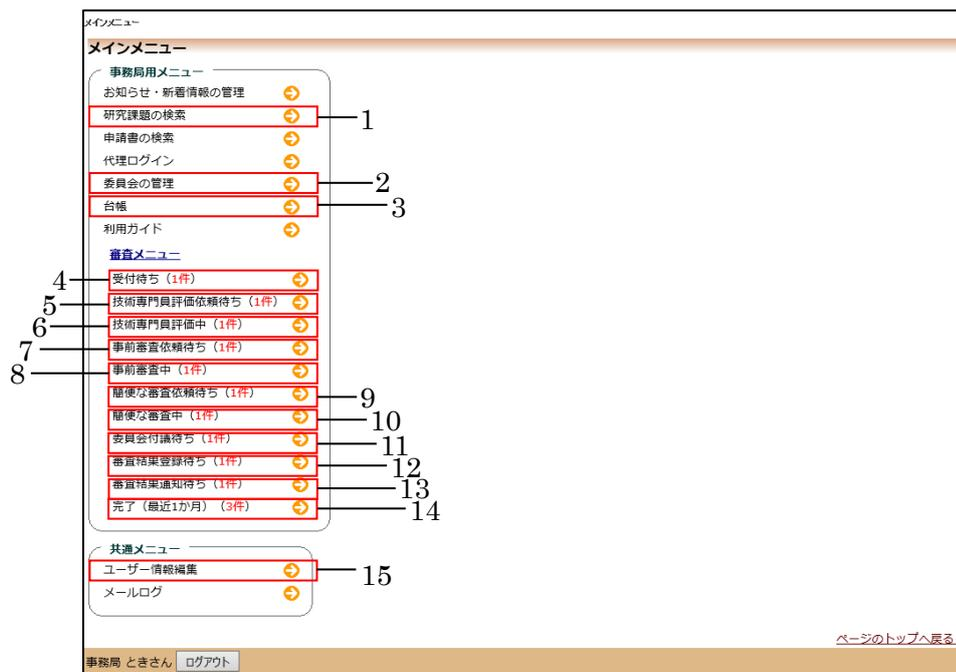 メインメニュー
メインメニュー
事務局用メニュー
お知らせ・新着情報の管理
研究課題の検索
1
申請書の検索
代理ログイン
委員会の管理
2
台帳
3
利用ガイド
審査メニュー
4
受付待ち（1件）
5
技術専門員評価依頼待ち（1件）
6
技術専門員評価中（1件）
7
事前審査依頼待ち（1件）
8
事前審査中（1件）
簡便な審査依頼待ち（1件）
9
簡便な審査中（1件）
10
委員会付議待ち（1件）
11
審査結果登録待ち（1件）
12
審査結果通知待ち（1件）
13
完了（最近1か月）（3件）
14
共通メニュー
ユーザー情報編集
15
メールログ
ページのトップへ戻る
事務局 ときさん ログアウト